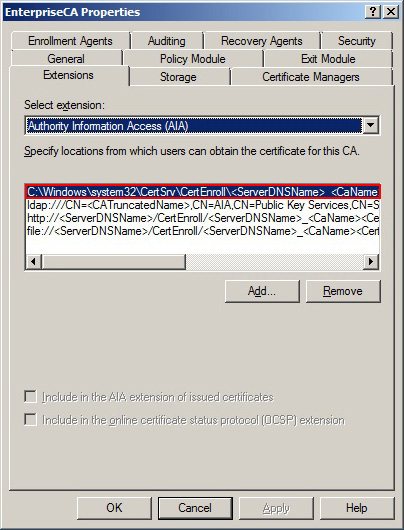 EnterpriseCA Properties
Enrollment Agents Auditing Recovery Agents Security
General Policy Module Exit Module
Extensions Storage Certificate Managers
Select extension:
Authority Information Access (AIA)
Specify locations from which users can obtain the certificate for this CA.
C:\Windows\system32\CertSrv\CertEnroll\<ServerDNSName>_<CaName
ldap:///CN=<CATruncatedName>,CN=AIA,CN=Public Key Services,CN=S
http://<ServerDNSName>/CertEnroll/<ServerDNSName>_<CaName><Ce
file://<ServerDNSName>/CertEnroll/<ServerDNSName>_<CaName><Cert
Add... Remove
Include in the AIA extension of issued certificates
Include in the online certificate status protocol (OCSP) extension
OK Cancel Apply Help